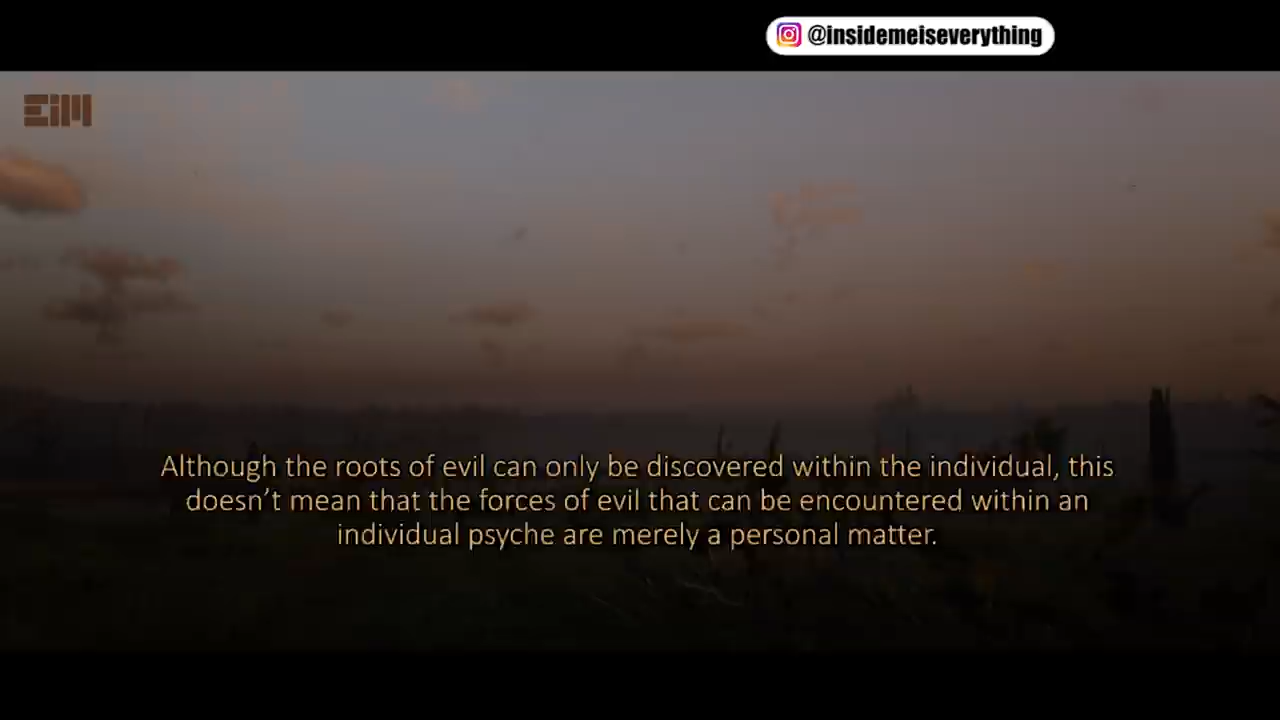 @insidemeiseverything
EiM
Although the roots of evil can only be discovered within the individual, this
doesn’t mean that the forces of evil that can be encountered within an
individual psyche are merely a personal matter.